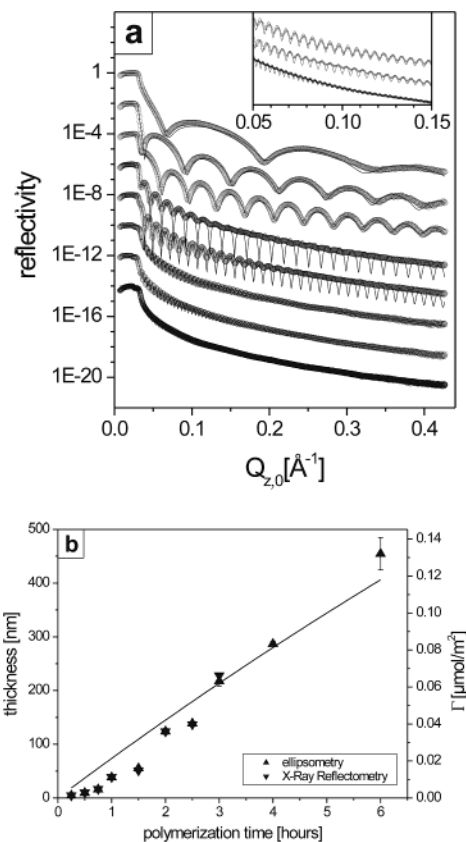 a
0.05 0.10 0.15
1
1E-4
1E-8
1E-12
1E-16
1E-20
reflectivity
0.0 0.1 0.2 0.3 0.4
Qz,0[Å-1]
b
500
400
300
200
100
0
thickness [nm]
0.14
0.12
0.10
0.08
0.06
0.04
0.02
0.00
Γ [µmol/m²]
ellipsometry
X-Ray Reflectometry
0 1 2 3 4 5 6
polymerization time [hours]